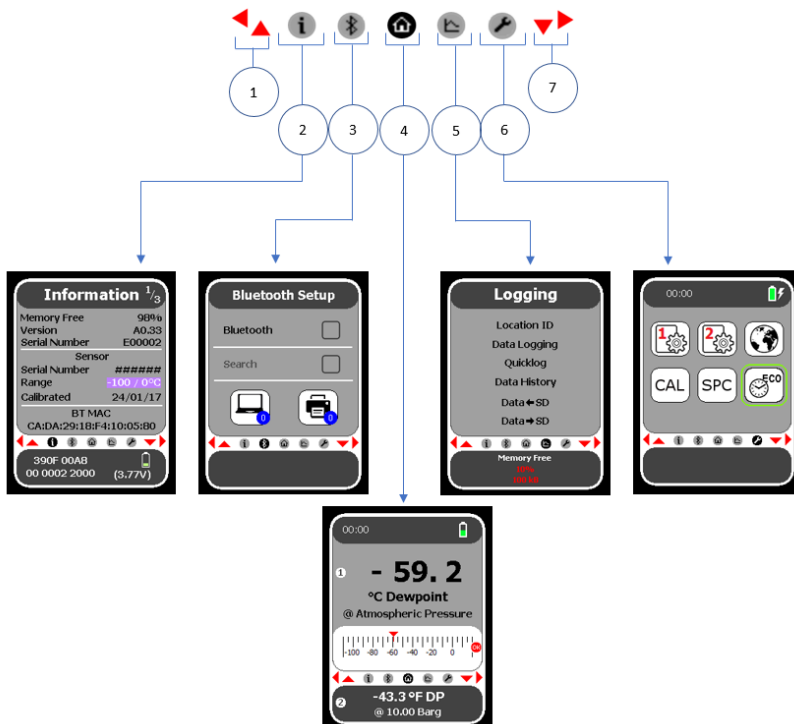 1
2
3
4
5
6
7
Information 1/3
Memory Free 98%
Version A0.33
Serial Number E00002
Sensor
Serial Number ######
Range -100 / 0°C
Calibrated 24/01/17
BT MAC
CA:DA:29:18:F4:10:05:80
390F 00A8
00 0002 2000 (3.77V)
Bluetooth Setup
Bluetooth
Search
0
0
Logging
Location ID
Data Logging
Quicklog
Data History
Data←SD
Data→SD
Memory Free
00:00
1
2
CAL
SPC
ECO
00:00
1
- 59. 2
°C Dewpoint
@ Atmospheric Pressure
-100 -80 -60 -40 -20 0
2
-43.3 ºF DP
@ 10.00 Barg